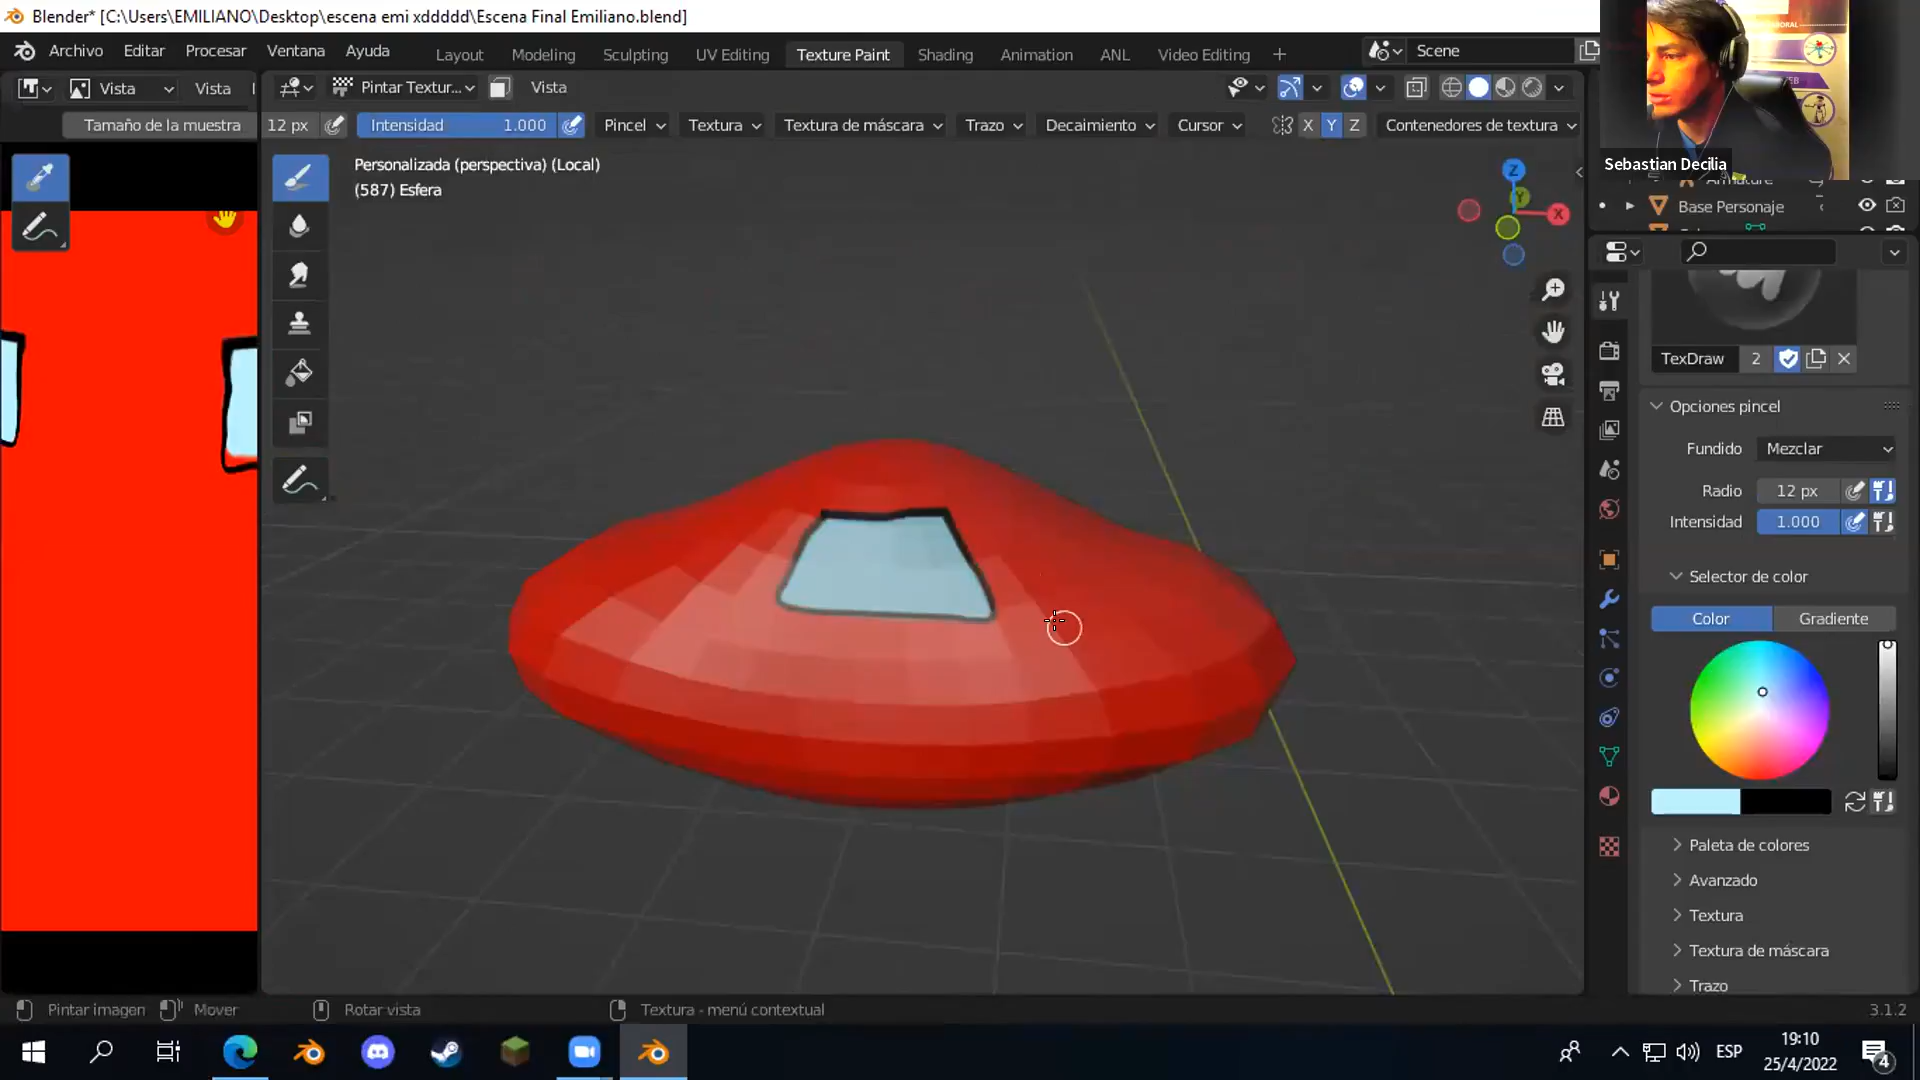 Blender* [C:\Users\EMILIANO\Desktop\escena emi xddddd\Escena Final Emiliano.blend]
Archivo Editar Procesar Ventana Ayuda Layout Modeling Sculpting UV Editing Texture Paint Shading Animation ANL Video Editing + Scene
Vista Vista Pintar Textur... Vista
Tamaño de la muestra 12 px Intensidad 1.000 Pincel Textura Textura de máscara Trazo Decaimiento Cursor X Y Z Contenedores de textura
Personalizada (perspectiva) (Local)
(587) Esfera
Sebastian Decilia
Z
Y
X
Armature
Base Personaje
TexDraw 2
Opciones pincel
Fundido Mezclar
Radio 12 px
Intensidad 1.000
Selector de color
Color Gradiente
Paleta de colores
Avanzado
Textura
Textura de máscara
Trazo
Pintar imagen Mover Rotar vista Textura - menú contextual 3.1.2
ESP
19:10
25/4/2022
4